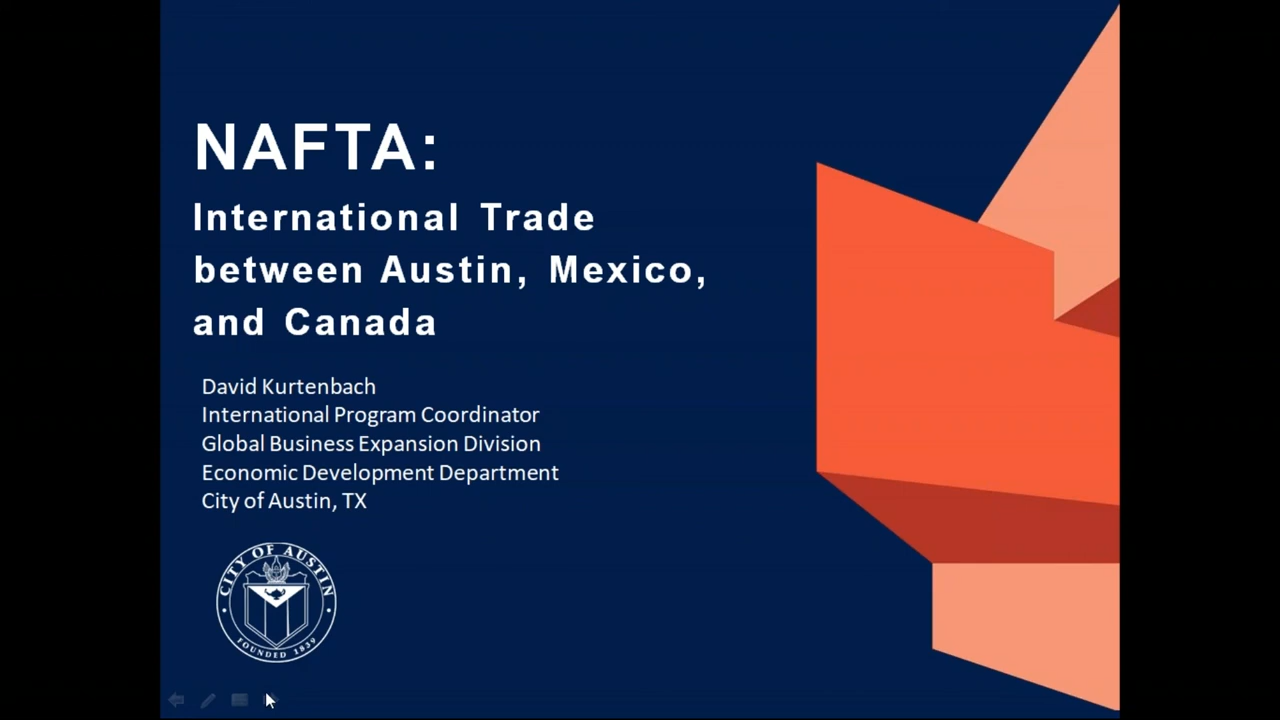 NAFTA:
International Trade
between Austin, Mexico,
and Canada
David Kurtenbach
International Program Coordinator
Global Business Expansion Division
Economic Development Department
City of Austin, TX
CITY OF AUSTIN
FOUNDED 1839